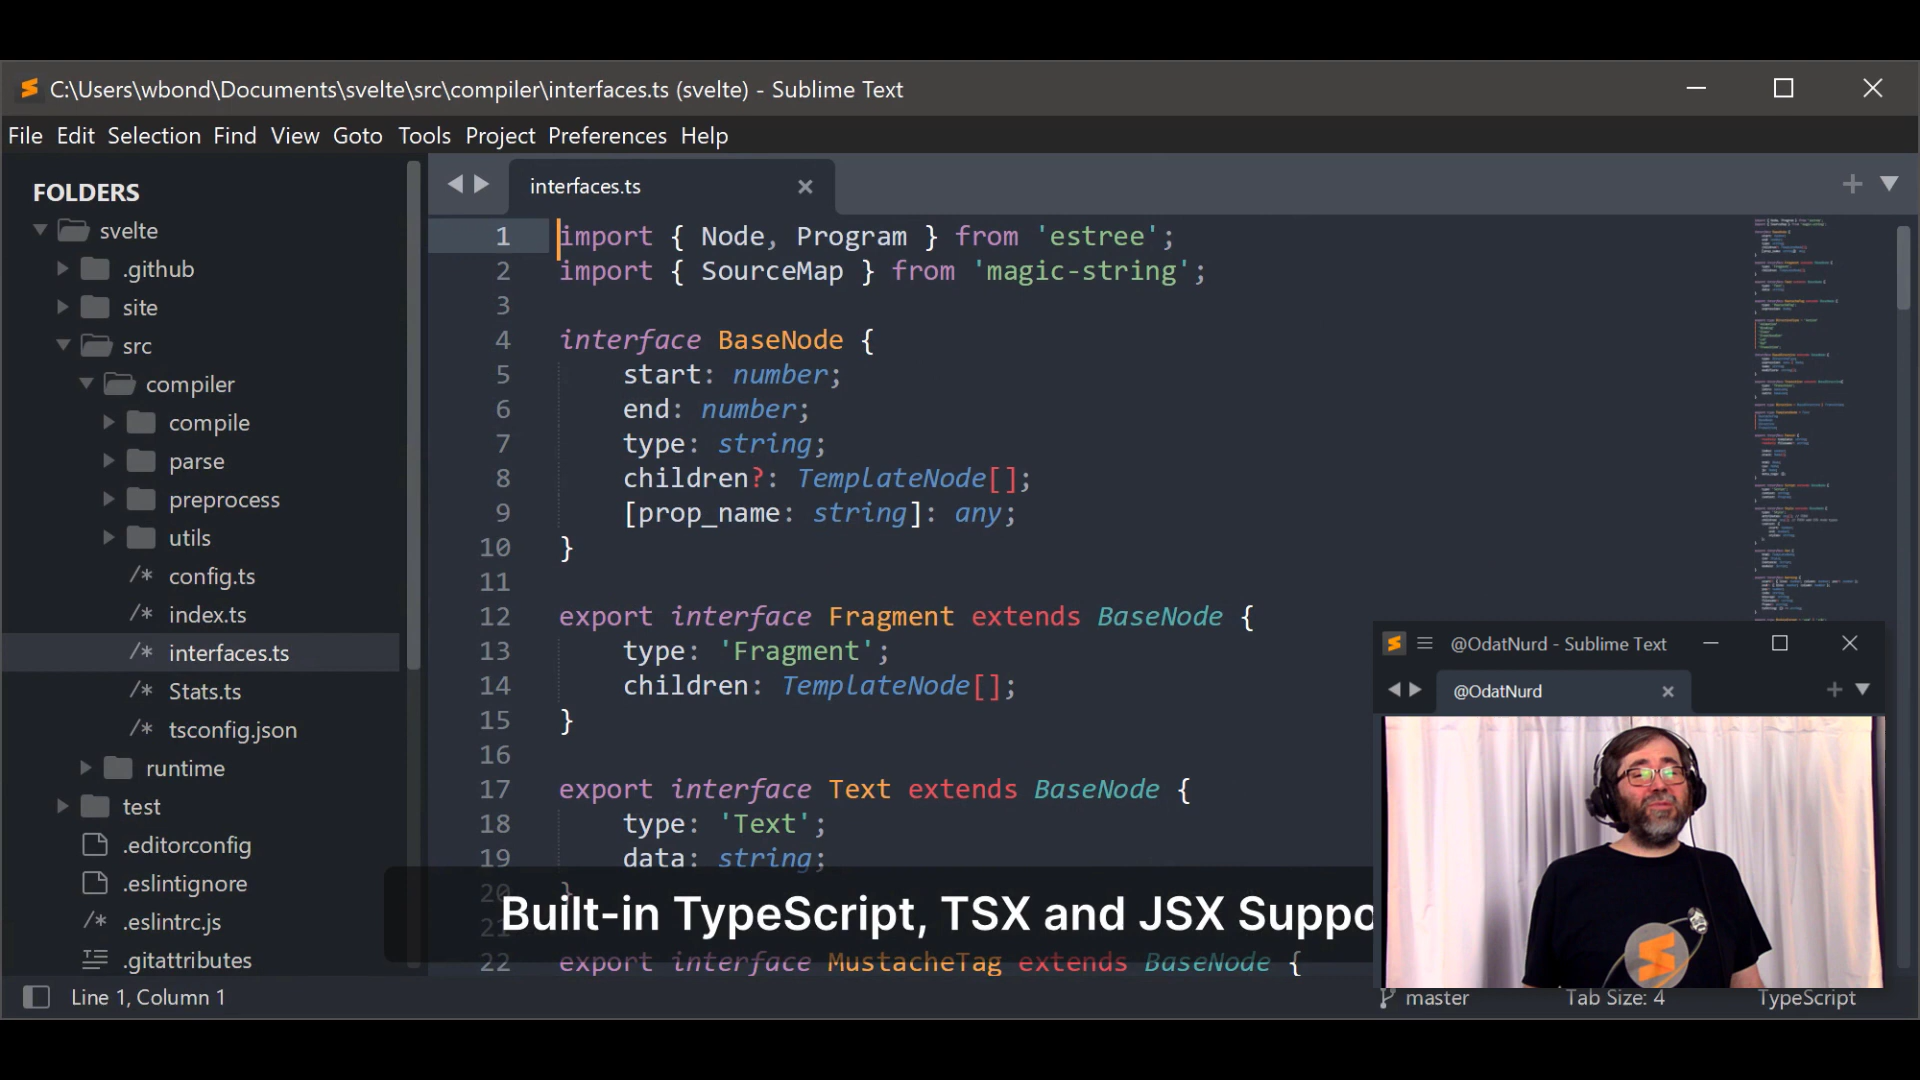 C:\Users\wbond\Documents\svelte\src\compiler\interfaces.ts (svelte) - Sublime Text
File Edit Selection Find View Goto Tools Project Preferences Help
FOLDERS
svelte
.github
site
src
compiler
compile
parse
preprocess
utils
config.ts
index.ts
interfaces.ts
Stats.ts
tsconfig.json
runtime
test
.editorconfig
.eslintignore
.eslintrc.js
.gitattributes
interfaces.ts
1 import { Node, Program } from 'estree';
2 import { SourceMap } from 'magic-string';
3
4 interface BaseNode {
5 start: number;
6 end: number;
7 type: string;
8 children?: TemplateNode[];
9 [prop_name: string]: any;
10 }
11
12 export interface Fragment extends BaseNode {
13 type: 'Fragment';
14 children: TemplateNode[];
15 }
16
17 export interface Text extends BaseNode {
18 type: 'Text';
19 data: string;
20 }
21
22 export interface MustacheTag extends BaseNode {
Built-in TypeScript, TSX and JSX Suppo
@OdatNurd - Sublime Text
@OdatNurd
Line 1, Column 1
master
Tab Size: 4
TypeScript